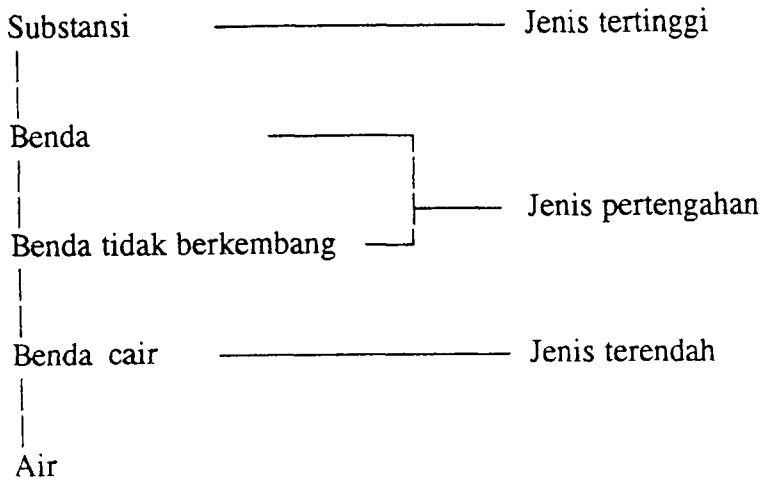 Substansi Jenis tertinggi
Benda
Jenis pertengahan
Benda tidak berkembang
Benda cair Jenis terendah
Air